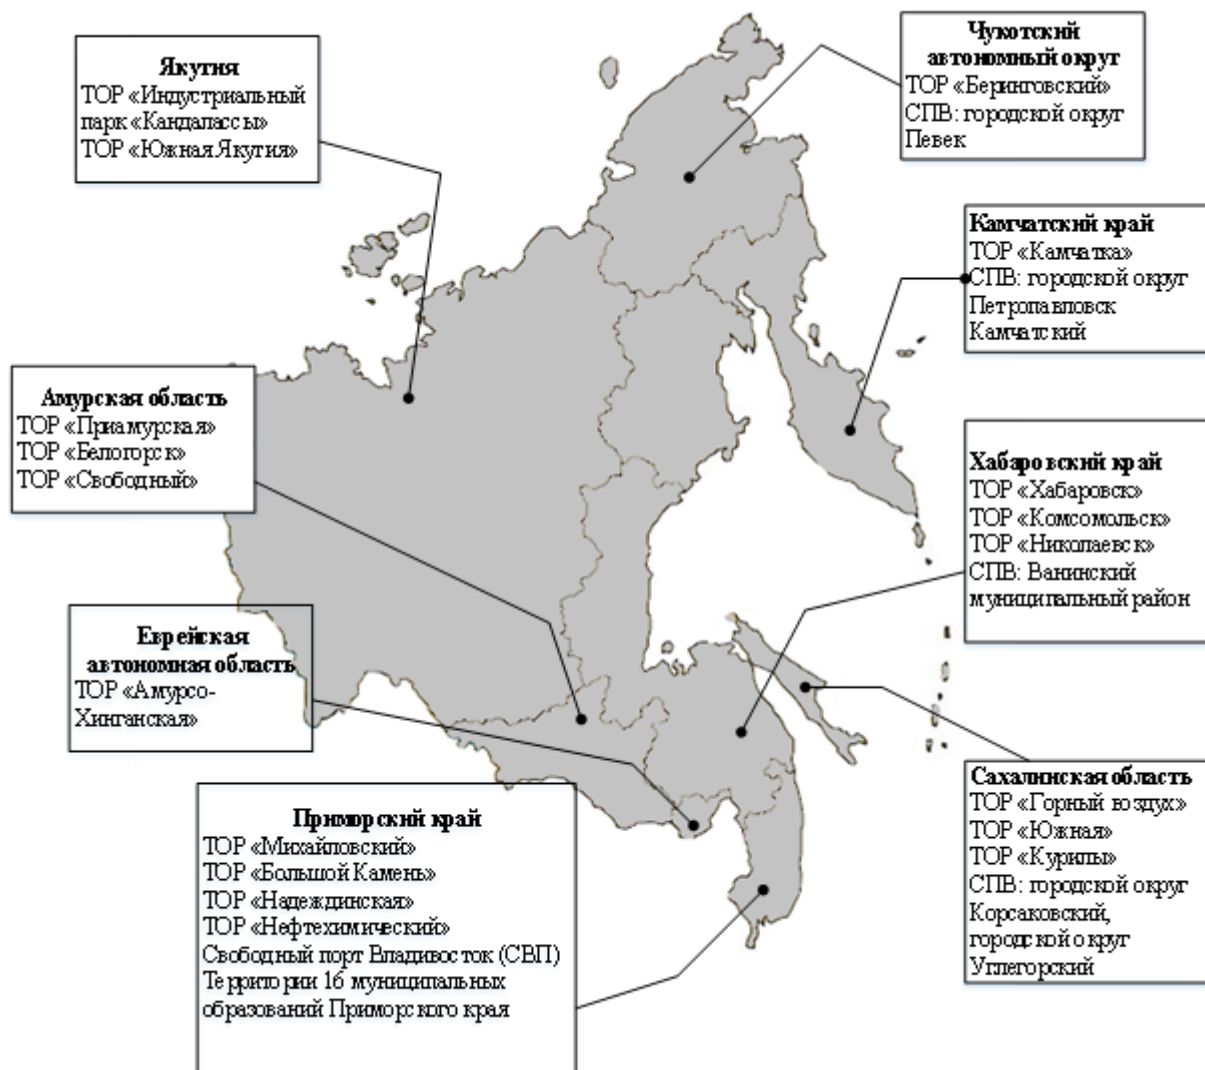 Якутия
ТОР «Индустриальный
парк «Кандалассы»
ТОР «Южная Якутия»
Чукотский
автономный округ
ТОР «Беринговский»
СПВ: городской округ
Певек
Камчатский край
ТОР «Камчатка»
СПВ: городской округ
Петропавловск
Камчатский
Амурская область
ТОР «Приамурская»
ТОР «Белогорск»
ТОР «Свободный»
Хабаровский край
ТОР «Хабаровск»
ТОР «Комсомольск»
ТОР «Николаевск»
СПВ: Ванинский
муниципальный район
Еврейская
автономная область
ТОР «Амурсо-
Хинганская»
Приморский край
ТОР «Михайловский»
ТОР «Большой Камень»
ТОР «Надеждинская»
ТОР «Нефтехимический»
Свободный порт Владивосток (СВП)
Территории 16 муниципальных
образований Приморского края
Сахалинская область
ТОР «Горный воздух»
ТОР «Южная»
ТОР «Курилы»
СПВ: городской округ
Корсаковский,
городской округ
Углегорский